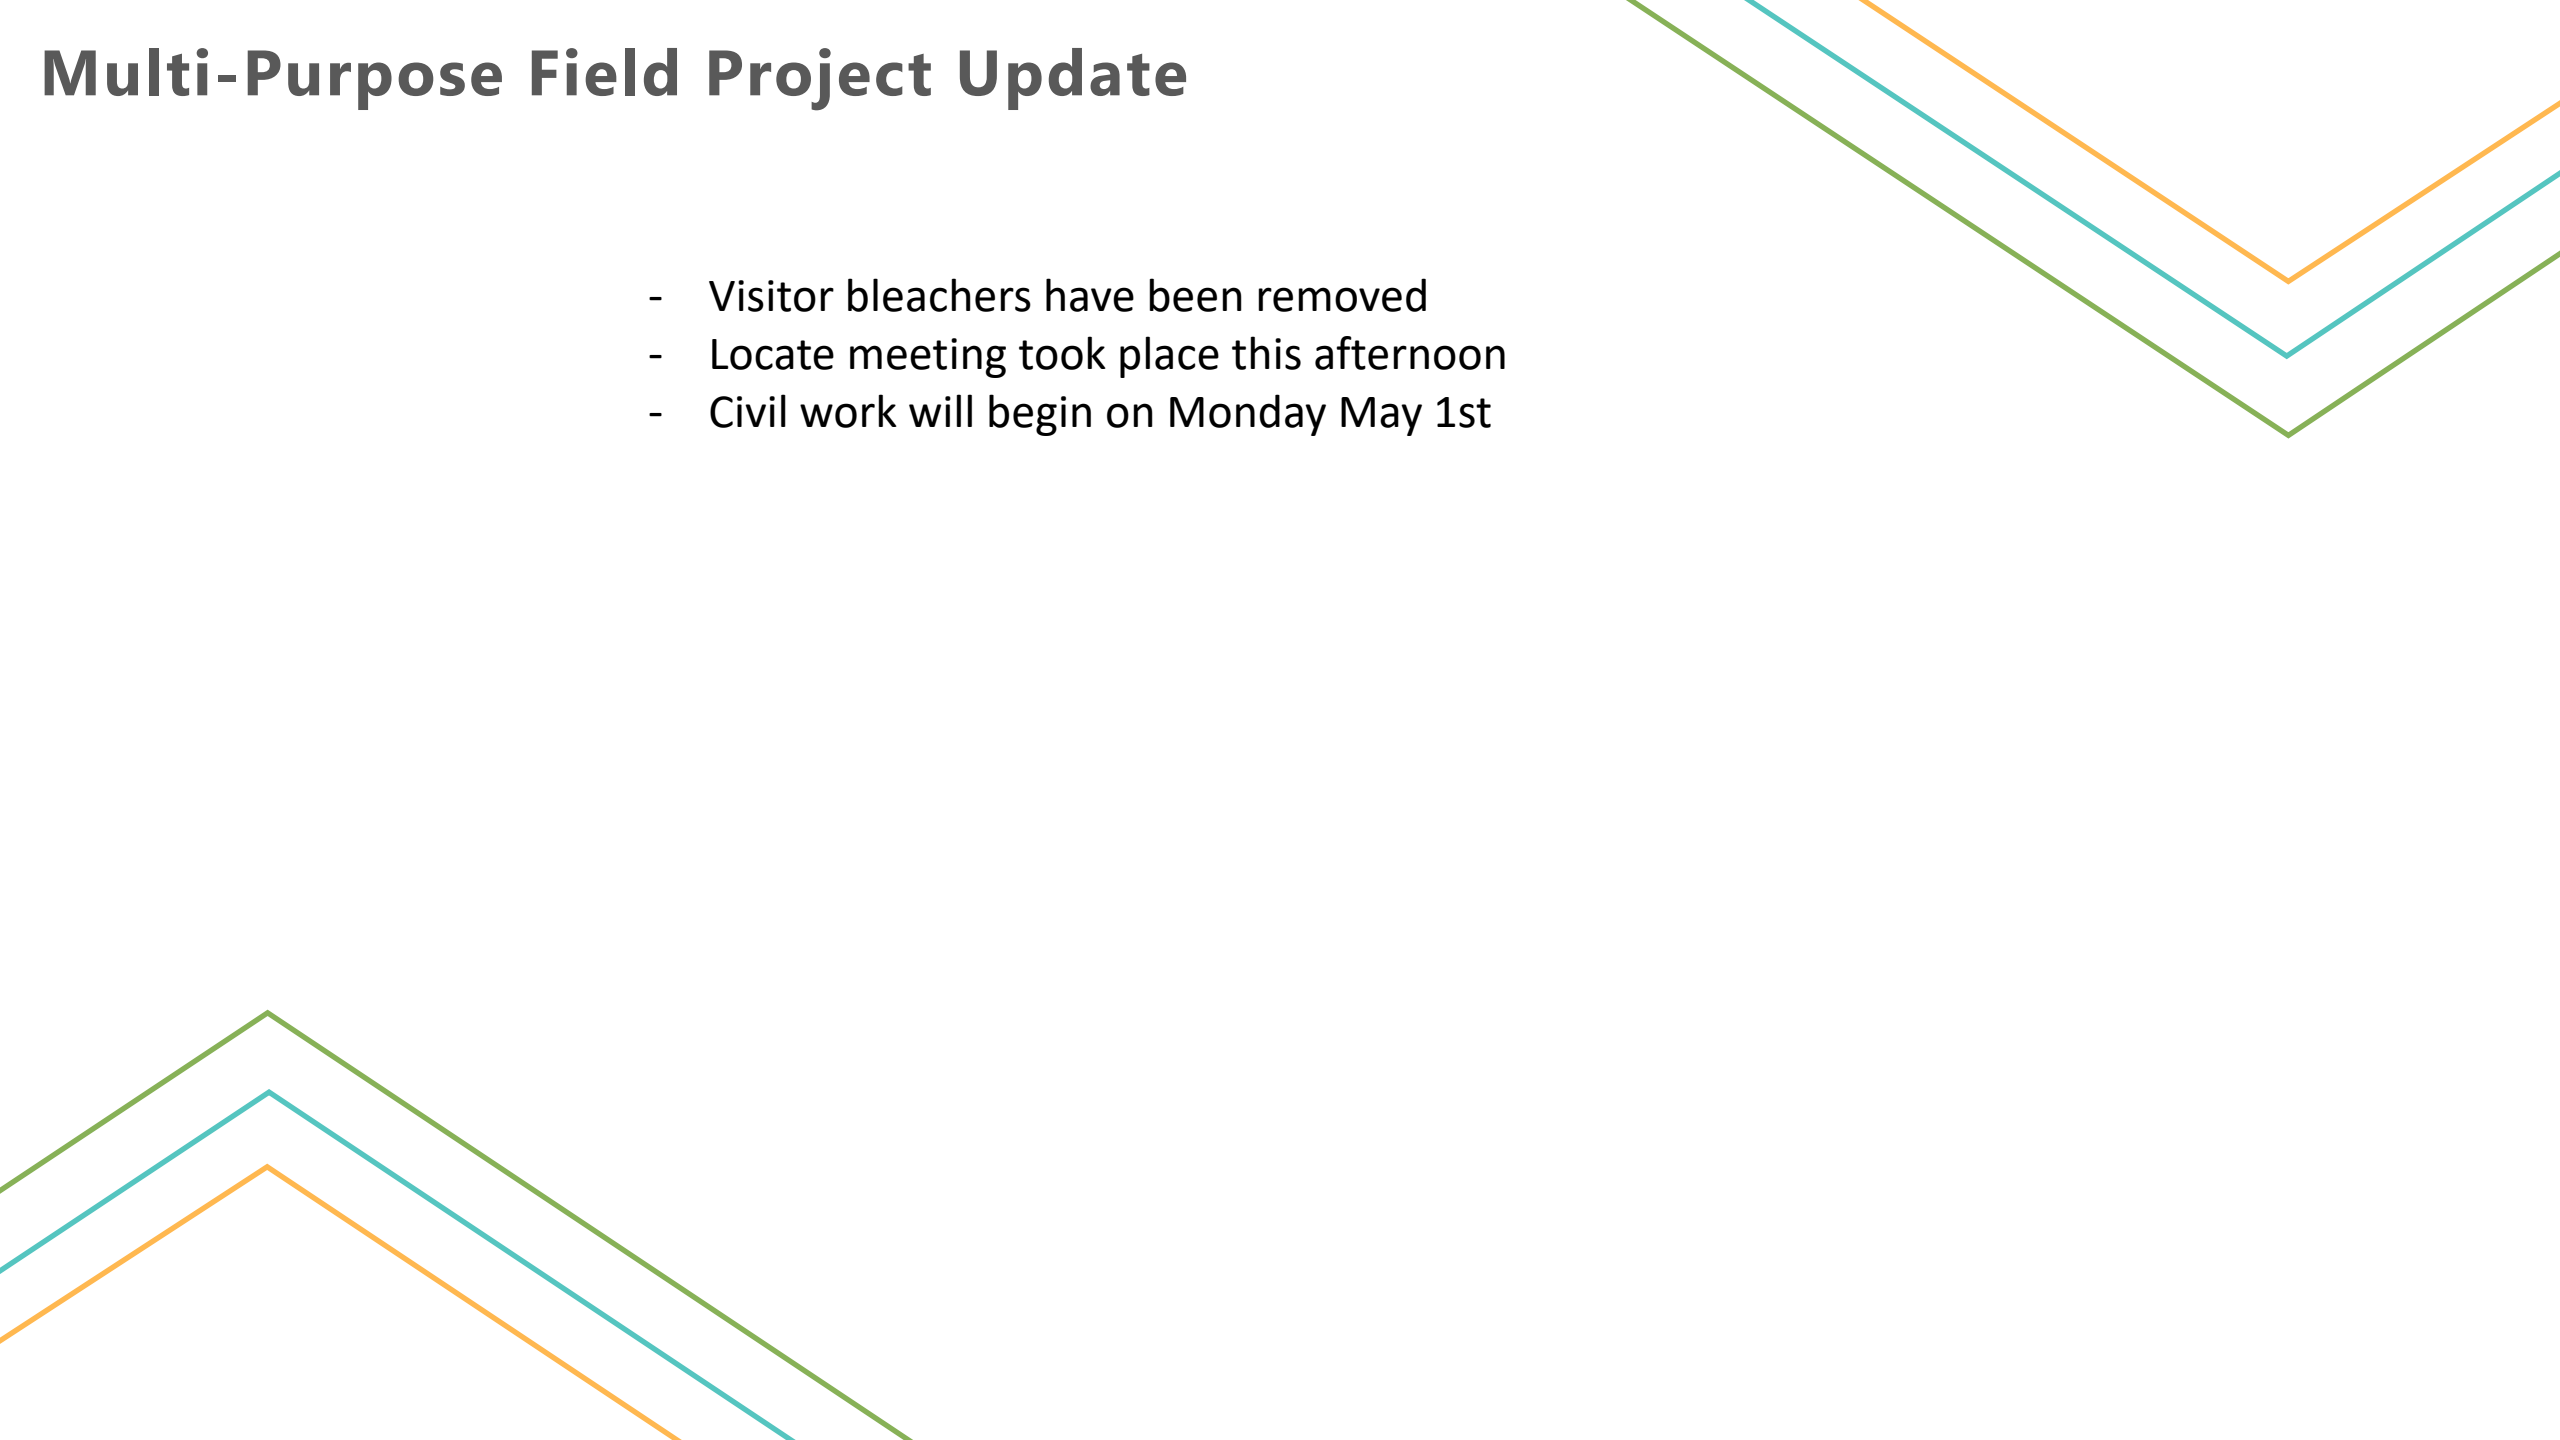 Multi-Purpose Field Project Update
- Visitor bleachers have been removed
- Locate meeting took place this afternoon
- Civil work will begin on Monday May 1st